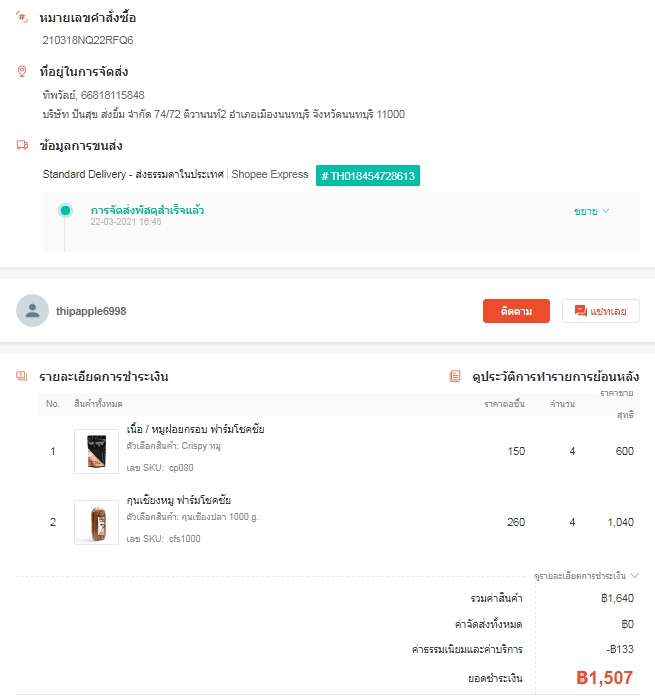 หมายเลขคำสั่งซื้อ
210318NQ22RFQ6
ที่อยู่ในการจัดส่ง
ทิพวัลย์, 66818115848
บริษัท ปันสุข ส่งยิ้ม จำกัด 74/72 ติวานนท์2 อำเภอเมืองนนทบุรี จังหวัดนนทบุรี 11000
ข้อมูลการขนส่ง
Standard Delivery - ส่งธรรมดาในประเทศ | Shopee Express # TH018454728613
การจัดส่งพัสดุสำเร็จแล้ว ขยาย
22-03-2021 16:45
thipapple6998 ติดตาม แชทเลย
รายละเอียดการชำระเงิน ดูประวัติการทำรายการย้อนหลัง
No. สินค้าทั้งหมด ราคาต่อชิ้น จำนวน ราคาขายสุทธิ
เนื้อ / หมูฝอยกรอบ ฟาร์มโชคชัย
ตัวเลือกสินค้า: Crispy หมู
1 150 4 600
เลข SKU: cp080
กุนเชียงหมู ฟาร์มโชคชัย
ตัวเลือกสินค้า: กุนเชียงปลา 1000 g.
2 260 4 1,040
เลข SKU: cfs1000
ดูรายละเอียดการชำระเงิน
รวมค่าสินค้า ฿1,640
ค่าจัดส่งทั้งหมด ฿0
ค่าธรรมเนียมและค่าบริการ -฿133
ยอดชำระเงิน ฿1,507